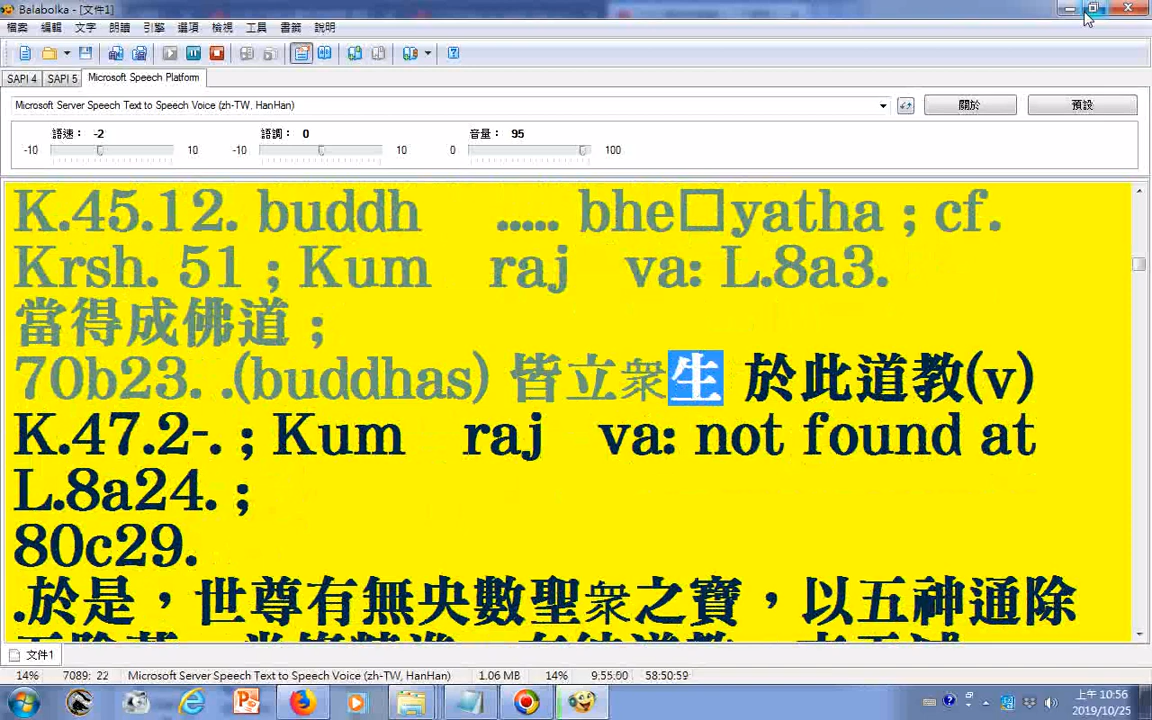 Balabolka - [文件1]
檔案 編輯 文字 朗讀 引擎 選項 檢視 工具 書籤 說明
SAPI 4 SAPI 5 Microsoft Speech Platform
Microsoft Server Speech Text to Speech Voice (zh-TW, HanHan) 關於 預設
語速： -2 語調： 0 音量： 95
-10 10 -10 10 0 100
K.45.12. buddh ..... bhe□yatha ; cf.
Krsh. 51 ; Kum raj va: L.8a3.
當得成佛道 ;
70b23. .(buddhas) 皆立衆生 於此道教(v)
K.47.2-. ; Kum raj va: not found at
L.8a24. ;
80c29.
.於是，世尊有無央數聖衆之寶，以五神通除
文件1
14% 7089: 22 Microsoft Server Speech Text to Speech Voice (zh-TW, HanHan) 1.06 MB 14% 9:55:00 58:50:59
上午 10:56
2019/10/25